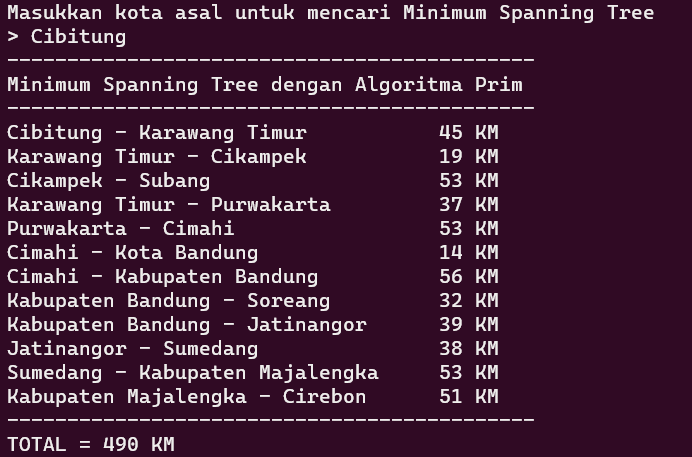 Masukkan kota asal untuk mencari Minimum Spanning Tree
> Cibitung
--------------------------------------------
Minimum Spanning Tree dengan Algoritma Prim
--------------------------------------------
Cibitung - Karawang Timur           45 KM
Karawang Timur - Cikampek           19 KM
Cikampek - Subang                   53 KM
Karawang Timur - Purwakarta         37 KM
Purwakarta - Cimahi                 53 KM
Cimahi - Kota Bandung               14 KM
Cimahi - Kabupaten Bandung          56 KM
Kabupaten Bandung - Soreang         32 KM
Kabupaten Bandung - Jatinangor      39 KM
Jatinangor - Sumedang               38 KM
Sumedang - Kabupaten Majalengka     53 KM
Kabupaten Majalengka - Cirebon      51 KM
--------------------------------------------
TOTAL = 490 KM